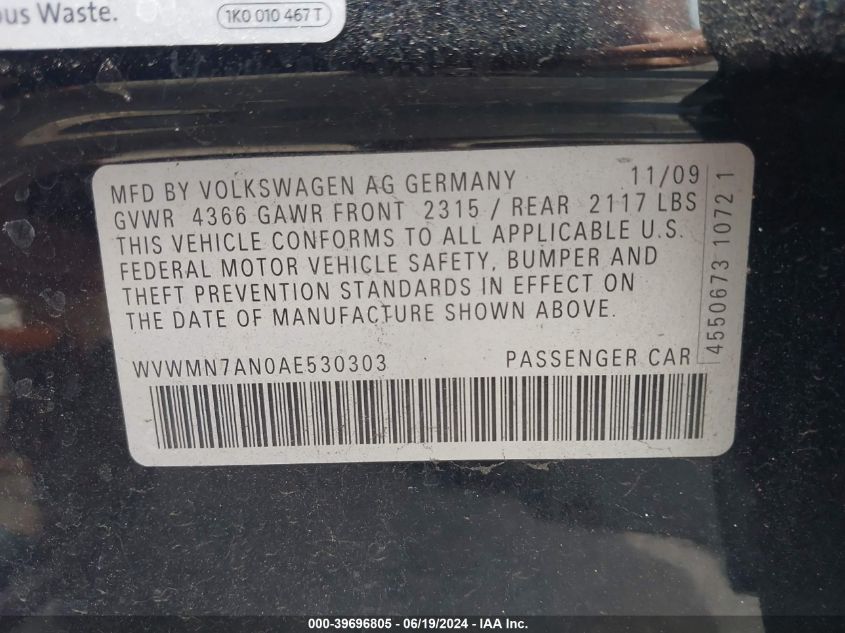 ous Waste.
1K0 010 467 T
MFD BY VOLKSWAGEN AG GERMANY 11/09
GVWR 4366 GAWR FRONT 2315 / REAR 2117 LBS
THIS VEHICLE CONFORMS TO ALL APPLICABLE U.S.
FEDERAL MOTOR VEHICLE SAFETY, BUMPER AND
THEFT PREVENTION STANDARDS IN EFFECT ON
THE DATE OF MANUFACTURE SHOWN ABOVE.
WVWMN7AN0AE530303 PASSENGER CAR
4550673 1072 1
000-39696805 - 06/19/2024 - IAA Inc.